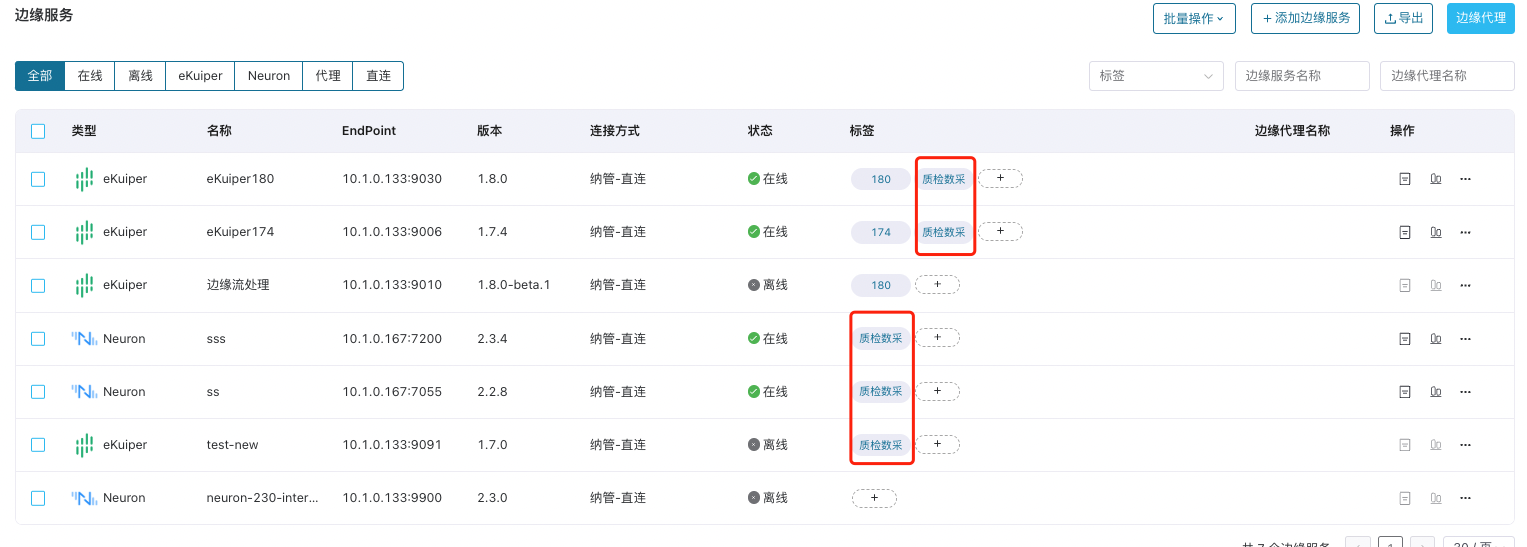 边缘服务 批量操作 +添加边缘服务 导出 边缘代理
全部 在线 离线 eKuiper Neuron 代理 直连 标签 边缘服务名称 边缘代理名称
类型 名称 EndPoint 版本 连接方式 状态 标签 边缘代理名称 操作
eKuiper eKuiper180 10.1.0.133:9030 1.8.0 纳管-直连 在线 180 质检数采 + ...
eKuiper eKuiper174 10.1.0.133:9006 1.7.4 纳管-直连 在线 174 质检数采 + ...
eKuiper 边缘流处理 10.1.0.133:9010 1.8.0-beta.1 纳管-直连 离线 180 + ...
Neuron sss 10.1.0.167:7200 2.3.4 纳管-直连 在线 质检数采 + ...
Neuron ss 10.1.0.167:7055 2.2.8 纳管-直连 在线 质检数采 + ...
eKuiper test-new 10.1.0.133:9091 1.7.0 纳管-直连 离线 质检数采 + ...
Neuron neuron-230-inter... 10.1.0.133:9900 2.3.0 纳管-直连 离线 + ...
共 7 个边缘服务 1 30 / 页